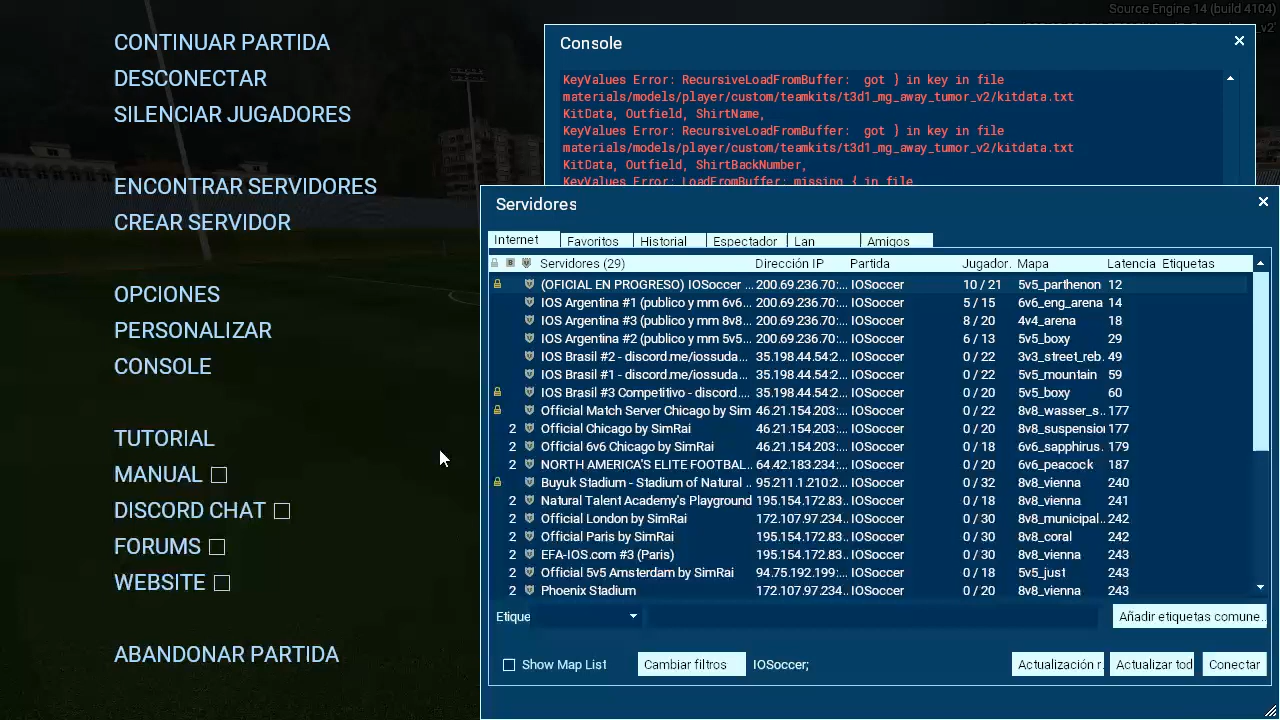 Source Engine 14 (build 4104)
CONTINUAR PARTIDA
DESCONECTAR
SILENCIAR JUGADORES
ENCONTRAR SERVIDORES
CREAR SERVIDOR
OPCIONES
PERSONALIZAR
CONSOLE
TUTORIAL
MANUAL
DISCORD CHAT
FORUMS
WEBSITE
ABANDONAR PARTIDA
Console
KeyValues Error: RecursiveLoadFromBuffer:  got } in key in file
materials/models/player/custom/teamkits/t3d1_mg_away_tumor_v2/kitdata.txt
KitData, Outfield, ShirtName,
KeyValues Error: RecursiveLoadFromBuffer:  got } in key in file
materials/models/player/custom/teamkits/t3d1_mg_away_tumor_v2/kitdata.txt
KitData, Outfield, ShirtBackNumber,
KeyValues Error: LoadFromBuffer: missing { in file
Servidores
Internet Favoritos Historial Espectador Lan Amigos
Servidores (29) Dirección IP Partida Jugador. Mapa Latencia Etiquetas
(OFICIAL EN PROGRESO) IOSoccer ... 200.69.236.70:... IOSoccer 10 / 21 5v5_parthenon 12
IOS Argentina #1 (publico y mm 6v6... 200.69.236.70:... IOSoccer 5 / 15 6v6_eng_arena 14
IOS Argentina #3 (publico y mm 8v8... 200.69.236.70:... IOSoccer 8 / 20 4v4_arena 18
IOS Argentina #2 (publico y mm 5v5... 200.69.236.70:... IOSoccer 6 / 13 5v5_boxy 29
IOS Brasil #2 - discord.me/iossuda... 35.198.44.54:2... IOSoccer 0 / 22 3v3_street_reb. 49
IOS Brasil #1 - discord.me/iossuda... 35.198.44.54:2... IOSoccer 0 / 22 5v5_mountain 59
IOS Brasil #3 Competitivo - discord.... 35.198.44.54:2... IOSoccer 0 / 20 5v5_boxy 60
Official Match Server Chicago by Sim 46.21.154.203:... IOSoccer 0 / 22 8v8_wasser_s.. 177
2 Official Chicago by SimRai 46.21.154.203:... IOSoccer 0 / 20 8v8_suspensio 177
2 Official 6v6 Chicago by SimRai 46.21.154.203:... IOSoccer 0 / 18 6v6_sapphirus. 179
2 NORTH AMERICA'S ELITE FOOTBAL... 64.42.183.234:... IOSoccer 0 / 20 6v6_peacock 187
Buyuk Stadium - Stadium of Natural ... 95.211.1.210:2... IOSoccer 0 / 32 8v8_vienna 240
2 Natural Talent Academy's Playground 195.154.172.83.. IOSoccer 0 / 18 8v8_vienna 241
2 Official London by SimRai 172.107.97.234.. IOSoccer 0 / 30 8v8_municipal.. 242
2 Official Paris by SimRai 195.154.172.83.. IOSoccer 0 / 30 8v8_coral 242
2 EFA-IOS.com #3 (Paris) 195.154.172.83.. IOSoccer 0 / 30 8v8_vienna 243
2 Official 5v5 Amsterdam by SimRai 94.75.192.199:... IOSoccer 0 / 18 5v5_just 243
2 Phoenix Stadium 172.107.97.234.. IOSoccer 0 / 20 8v8_vienna 243
Etique Añadir etiquetas comune..
Show Map List Cambiar filtros IOSoccer; Actualización r. Actualizar tod Conectar